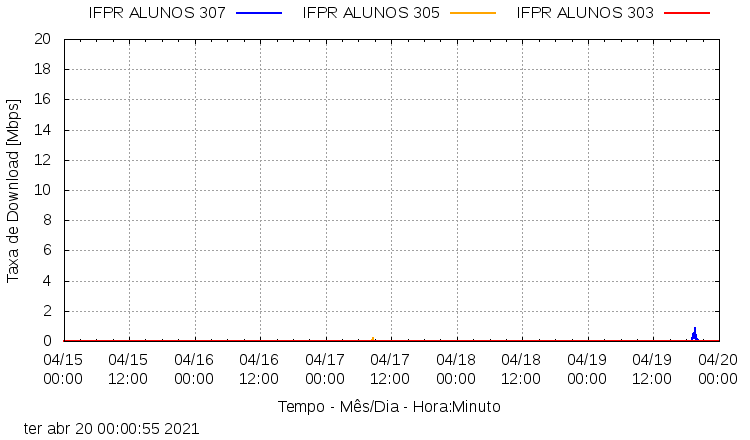 IFPR ALUNOS 307 IFPR ALUNOS 305 IFPR ALUNOS 303
Taxa de Download [Mbps]
20
18
16
14
12
10
8
6
4
2
0
04/15 04/15 04/16 04/16 04/17 04/17 04/18 04/18 04/19 04/19 04/20
00:00 12:00 00:00 12:00 00:00 12:00 00:00 12:00 00:00 12:00 00:00
Tempo - Mês/Dia - Hora:Minuto
ter abr 20 00:00:55 2021